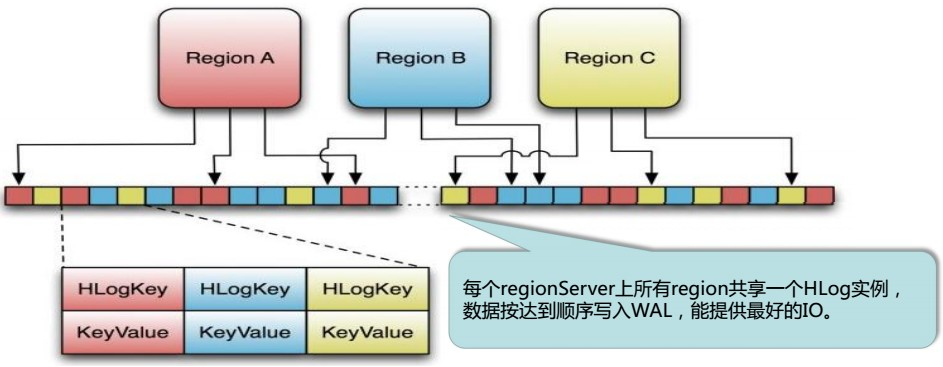 Region A
Region B
Region C
HLogKey
HLogKey
HLogKey
KeyValue
KeyValue
KeyValue
每个regionServer上所有region共享一个HLog实例，
数据按达到顺序写入WAL，能提供最好的IO。